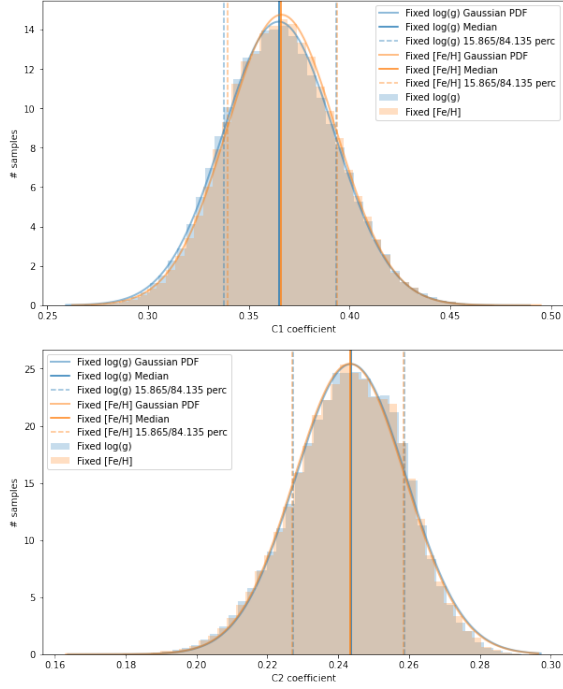 Fixed log(g) Gaussian PDF
Fixed log(g) Median
Fixed log(g) 15.865/84.135 perc
Fixed [Fe/H] Gaussian PDF
Fixed [Fe/H] Median
Fixed [Fe/H] 15.865/84.135 perc
Fixed log(g)
Fixed [Fe/H]
14
12
10
8
6
4
2
0
# samples
0.25 0.30 0.35 0.40 0.45 0.50
C1 coefficient
Fixed log(g) Gaussian PDF
Fixed log(g) Median
Fixed log(g) 15.865/84.135 perc
Fixed [Fe/H] Gaussian PDF
Fixed [Fe/H] Median
Fixed [Fe/H] 15.865/84.135 perc
Fixed log(g)
Fixed [Fe/H]
25
20
15
10
5
0
# samples
0.16 0.18 0.20 0.22 0.24 0.26 0.28 0.30
C2 coefficient